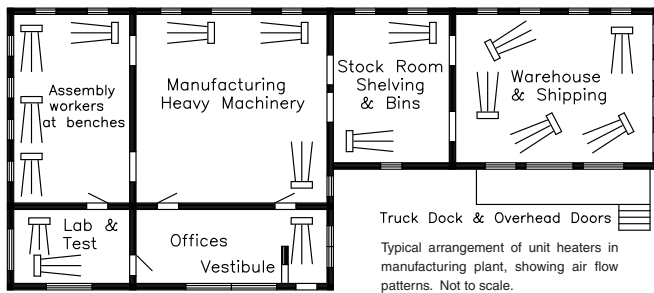 Assembly
workers
at benches
Manufacturing
Heavy Machinery
Stock Room
Shelving
& Bins
Warehouse
& Shipping
Lab &
Test
Offices
Vestibule
Truck Dock & Overhead Doors
Typical arrangement of unit heaters in
manufacturing plant, showing air flow
patterns. Not to scale.